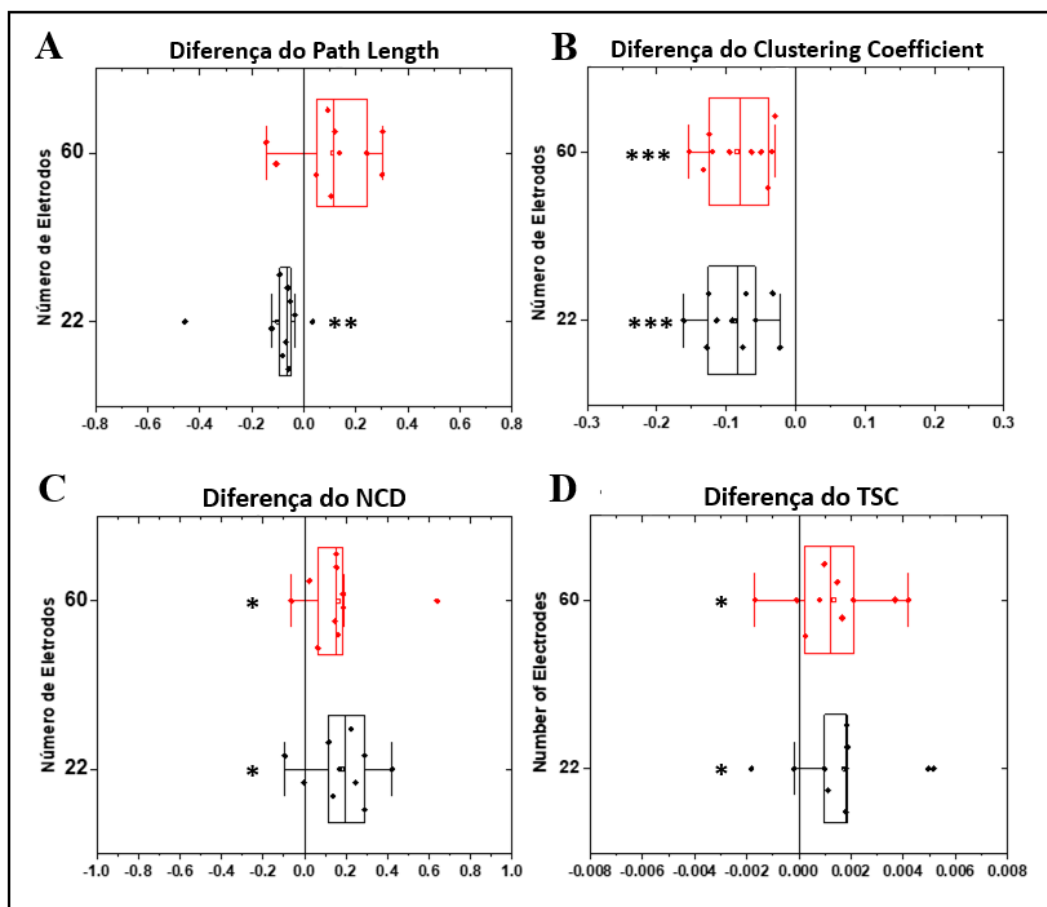 A
Diferença do Path Length
Número de Eletrodos
60
22
**
-0.8 -0.6 -0.4 -0.2 0.0 0.2 0.4 0.6 0.8
B
Diferença do Clustering Coefficient
Número de Eletrodos
60
***
22
***
-0.3 -0.2 -0.1 0.0 0.1 0.2 0.3
C
Diferença do NCD
Número de Eletrodos
60
*
22
*
-1.0 -0.8 -0.6 -0.4 -0.2 0.0 0.2 0.4 0.6 0.8 1.0
D
Diferença do TSC
Number of Electrodes
60
*
22
*
-0.008 -0.006 -0.004 -0.002 0.000 0.002 0.004 0.006 0.008